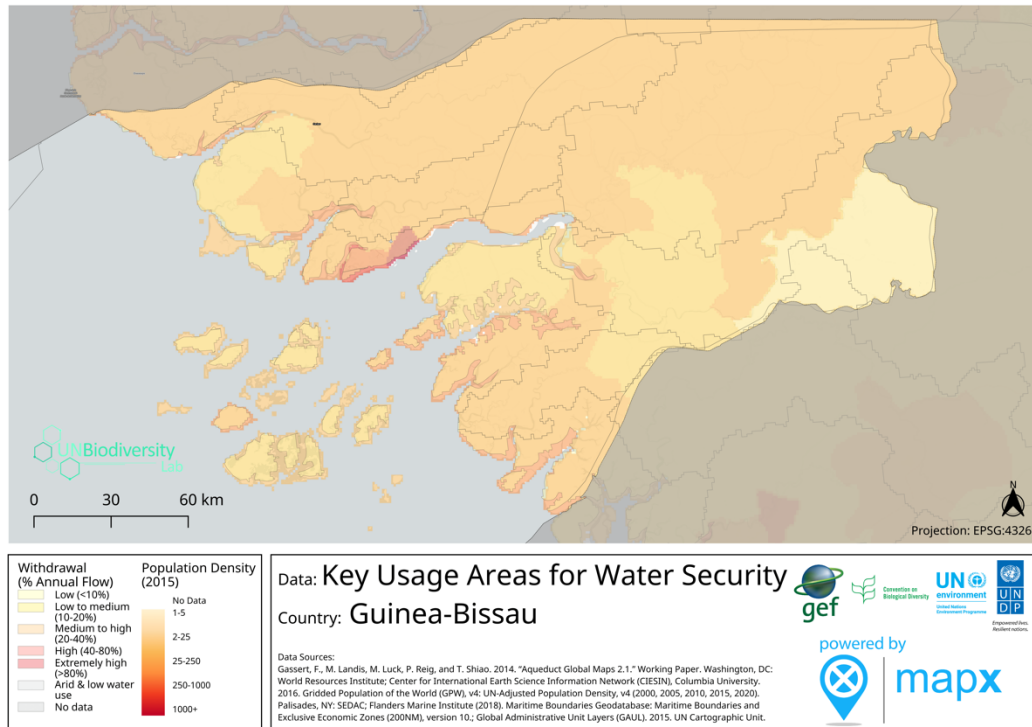 UNBiodiversity
Lab
0 30 60 km
N
Projection: EPSG:4326
Withdrawal
(% Annual Flow)
Low (<10%)
Low to medium
(10-20%)
Medium to high
(20-40%)
High (40-80%)
Extremely high
(>80%)
Arid & low water
use
No data
Population Density
(2015)
No Data
1-5
2-25
25-250
250-1000
1000+
Data: Key Usage Areas for Water Security
Country: Guinea-Bissau
Data Sources:
Gassert, F., M. Landis, M. Luck, P. Reig, and T. Shiao. 2014. "Aqueduct Global Maps 2.1." Working Paper. Washington, DC:
World Resources Institute; Center for International Earth Science Information Network (CIESIN), Columbia University.
2016. Gridded Population of the World (GPW), v4: UN-Adjusted Population Density, v4 (2000, 2005, 2010, 2015, 2020).
Palisades, NY: SEDAC; Flanders Marine Institute (2018). Maritime Boundaries Geodatabase: Maritime Boundaries and
Exclusive Economic Zones (200NM), version 10.; Global Administrative Unit Layers (GAUL). 2015. UN Cartographic Unit.
gef
Convention on
Biological Diversity
UN
environment
United Nations
Environment Programme
U N
D P
Empowered lives.
Resilient nations.
powered by
mapx